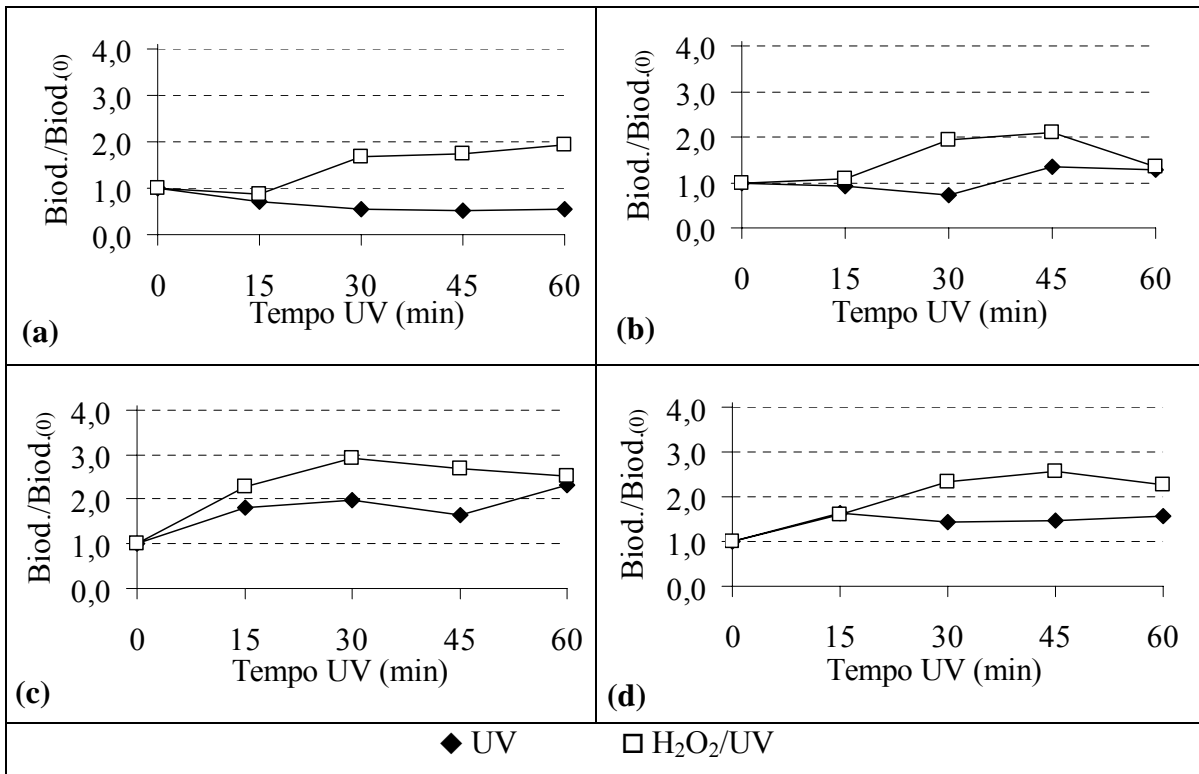 4,0
3,0
2,0
1,0
0,0
Biod./Biod.(0)
0 15 30 45 60
Tempo UV (min)
(a)
4,0
3,0
2,0
1,0
0,0
Biod./Biod.(0)
0 15 30 45 60
Tempo UV (min)
(b)
4,0
3,0
2,0
1,0
0,0
Biod./Biod.(0)
0 15 30 45 60
Tempo UV (min)
(c)
4,0
3,0
2,0
1,0
0,0
Biod./Biod.(0)
0 15 30 45 60
Tempo UV (min)
(d)
UV H₂O₂/UV